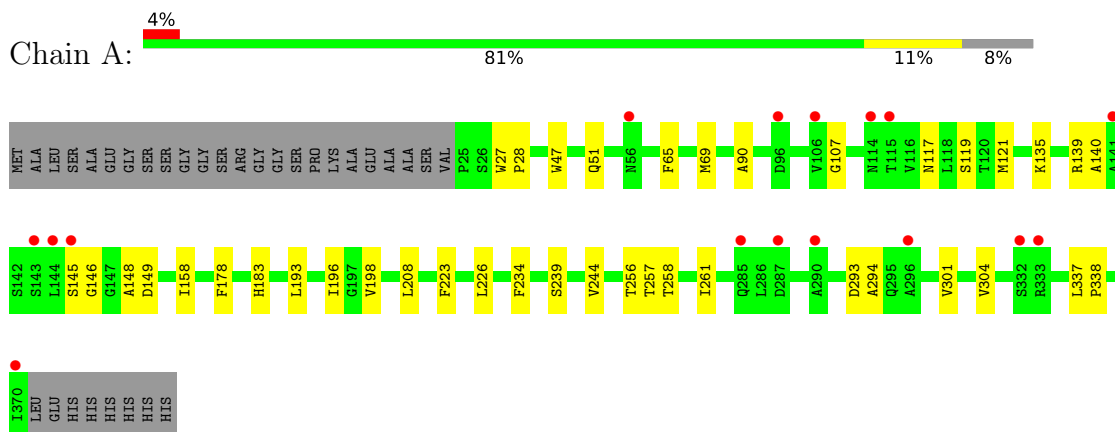 4%
Chain A:
81% 11% 8%
MET ALA LEU SER ALA GLU GLY SER SER GLY GLY SER ARG GLY GLY SER PRO LYS ALA GLU ALA ALA SER VAL P25 S26 W27 P28 W47 Q51 N56 F65 M69 A90 D96 V106 G107 N114 T115 V116 N117 L118 S119 T120 M121 K135 R139 A140 A141
S142 S143 L144 S145 G146 G147 A148 D149 I158 F178 H183 L193 I196 G197 V198 L208 F223 L226 F234 S239 V244 T256 T257 T258 I261 Q285 L286 D287 A290 D293 A294 Q295 A296 V301 V304 S332 R333 L337 P338
I370 LEU GLU HIS HIS HIS HIS HIS HIS